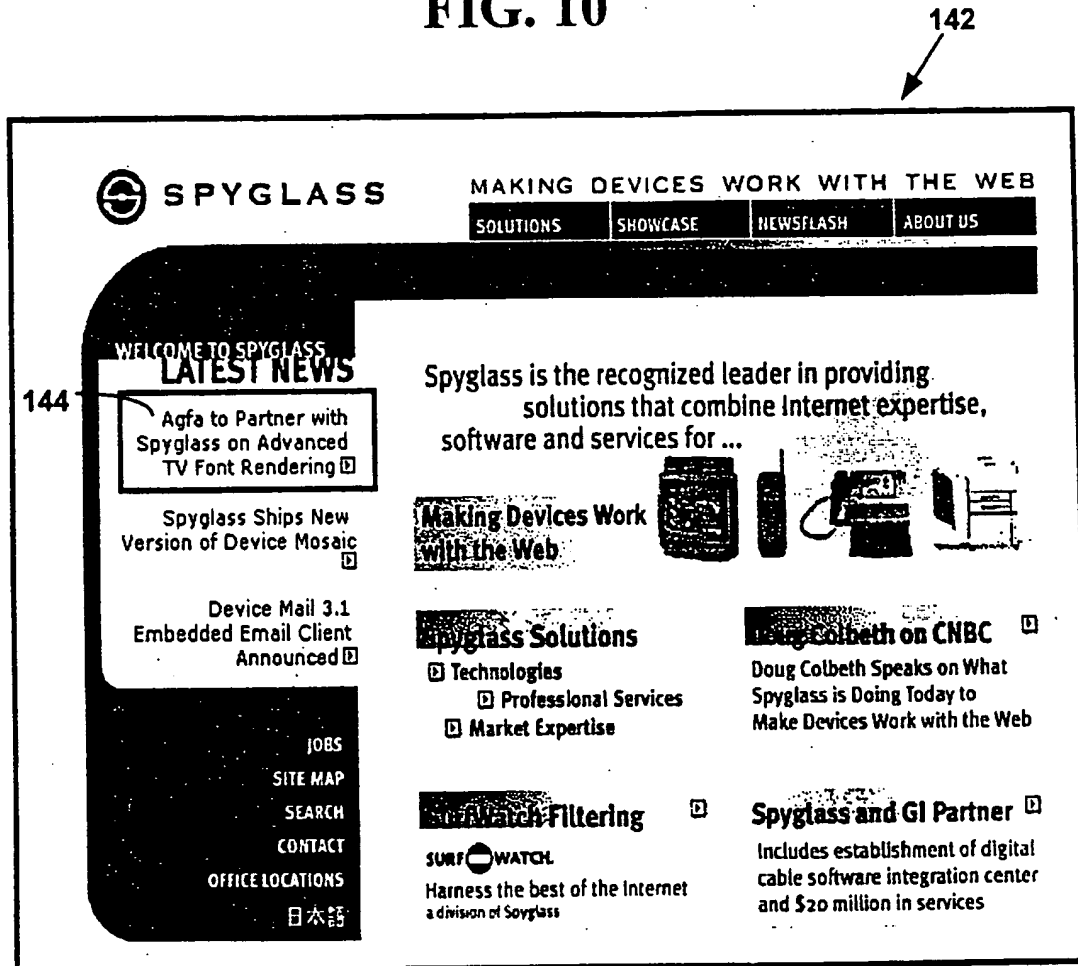 FIG. 10
142
SPYGLASS
MAKING DEVICES WORK WITH THE WEB
SOLUTIONS
SHOWCASE
NEWSFLASH
ABOUT US
WELCOME TO SPYGLASS
LATEST NEWS
144
Agfa to Partner with
Spyglass on Advanced
TV Font Rendering
Spyglass Ships New
Version of Device Mosaic
Device Mail 3.1
Embedded Email Client
Announced
JOBS
SITE MAP
SEARCH
CONTACT
OFFICE LOCATIONS
日本語
Spyglass is the recognized leader in providing
solutions that combine Internet expertise,
software and services for ...
Making Devices Work
with the Web
Spyglass Solutions
Technologies
Professional Services
Market Expertise
Doug Colbeth on CNBC
Doug Colbeth Speaks on What
Spyglass is Doing Today to
Make Devices Work with the Web
SurfWatch Filtering
SURF WATCH.
Harness the best of the Internet
a division of Spyglass
Spyglass and GI Partner
Includes establishment of digital
cable software integration center
and $20 million in services